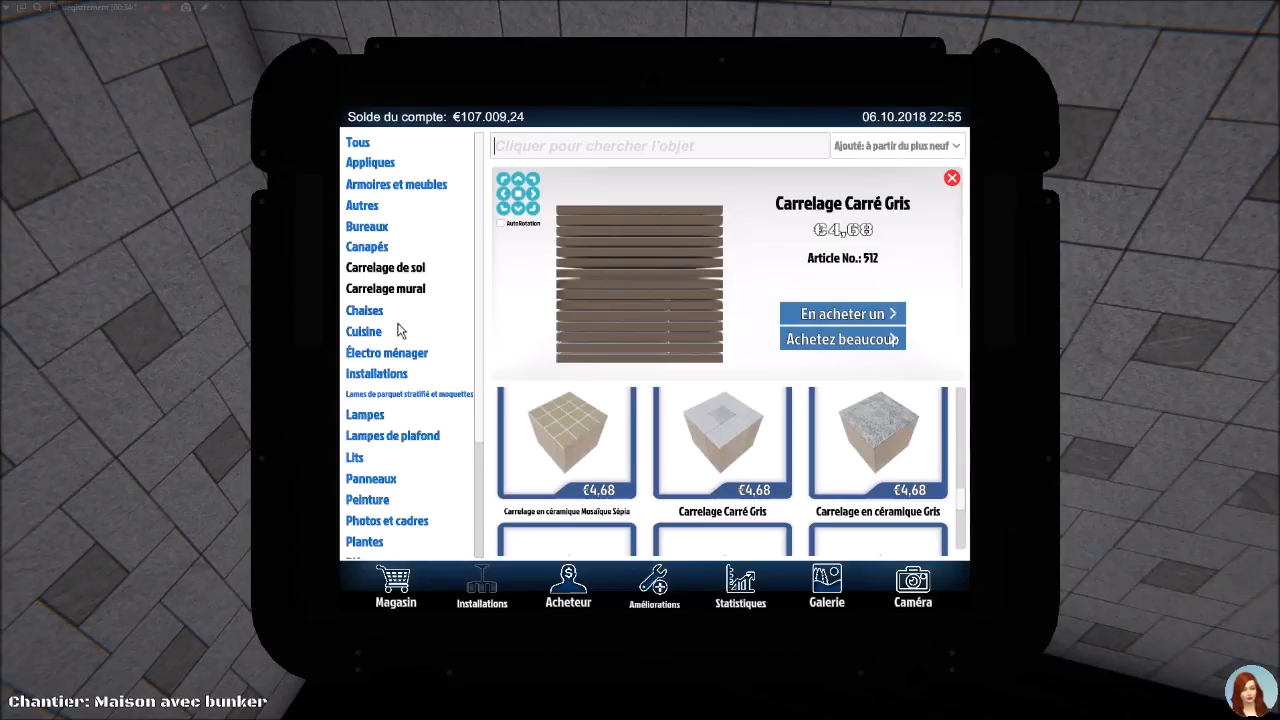 egistrement [00:34:1
Solde du compte: €107.009,24
06.10.2018 22:55
Tous
Appliques
Armoires et meubles
Autres
Bureaux
Canapés
Carrelage de sol
Carrelage mural
Chaises
Cuisine
Électro ménager
Installations
Lames de parquet stratifié et moquettes
Lampes
Lampes de plafond
Lits
Panneaux
Peinture
Photos et cadres
Plantes
Cliquer pour chercher l'objet
Ajouté: à partir du plus neuf
AutoRotation
Carrelage Carré Gris
€4,68
Article No.: 512
En acheter un
Achetez beaucoup
€4,68
€4,68
€4,68
Carrelage en céramique Mosaïque Sépia
Carrelage Carré Gris
Carrelage en céramique Gris
Magasin
Installations
Acheteur
Améliorations
Statistiques
Galerie
Caméra
Chantier: Maison avec bunker